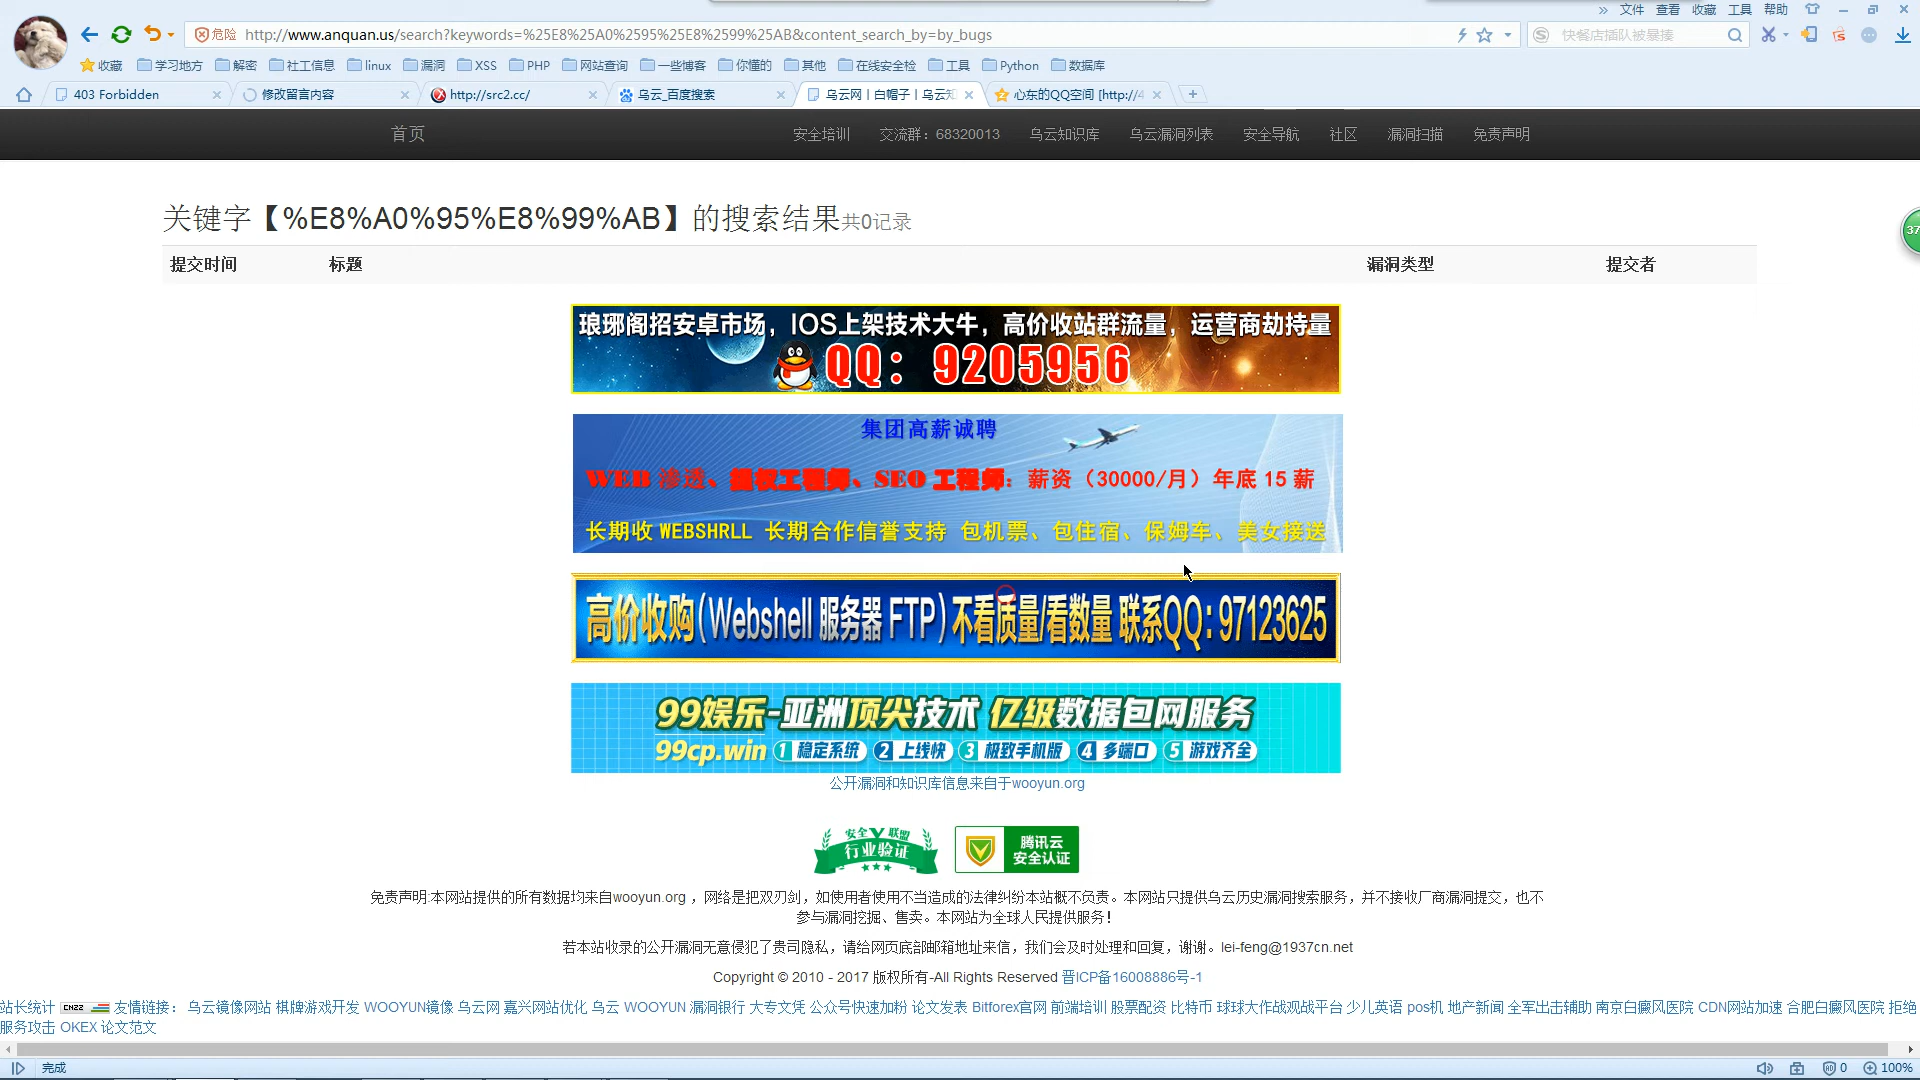 » 文件 查看 收藏 工具 帮助
危险 http://www.anquan.us/search?keywords=%25E8%25A0%2595%25E8%2599%25AB&content_search_by=by_bugs 快餐店插队被暴揍
收藏 学习地方 解密 社工信息 linux 漏洞 XSS PHP 网站查询 一些博客 你懂的 其他 在线安全检 工具 Python 数据库
403 Forbidden 修改留言内容 http://src2.cc/ 乌云_百度搜索 乌云网 | 白帽子 | 乌云知 心东的QQ空间 [http://4
首页 安全培训 交流群：68320013 乌云知识库 乌云漏洞列表 安全导航 社区 漏洞扫描 免责声明
关键字【%E8%A0%95%E8%99%AB】的搜索结果共0记录
37
提交时间 标题 漏洞类型 提交者
琅琊阁招安卓市场，IOS上架技术大牛，高价收站群流量，运营商劫持量
QQ：9205956
集团高薪诚聘
WEB 渗透、提权工程师、SEO 工程师：薪资（30000/月）年底 15 薪
长期收 WEBSHRLL 长期合作信誉支持 包机票、包住宿、保姆车、美女接送
高价收购(Webshell 服务器 FTP)不看质量/看数量 联系QQ:97123625
99娱乐-亚洲顶尖技术 亿级数据包网服务
99cp.win 1 稳定系统 2 上线快 3 极致手机版 4 多端口 5 游戏齐全
公开漏洞和知识库信息来自于wooyun.org
安全 联盟
行业验证
腾讯云
安全认证
免责声明:本网站提供的所有数据均来自wooyun.org ，网络是把双刃剑，如使用者使用不当造成的法律纠纷本站概不负责。本网站只提供乌云历史漏洞搜索服务，并不接收厂商漏洞提交，也不
参与漏洞挖掘、售卖。本网站为全球人民提供服务！
若本站收录的公开漏洞无意侵犯了贵司隐私，请给网页底部邮箱地址来信，我们会及时处理和回复，谢谢。lei-feng@1937cn.net
Copyright © 2010 - 2017 版权所有-All Rights Reserved 晋ICP备16008886号-1
站长统计 CNZZ 友情链接： 乌云镜像网站 棋牌游戏开发 WOOYUN镜像 乌云网 嘉兴网站优化 乌云 WOOYUN 漏洞银行 大专文凭 公众号快速加粉 论文发表 Bitforex官网 前端培训 股票配资 比特币 球球大作战观战平台 少儿英语 pos机 地产新闻 全军出击辅助 南京白癜风医院 CDN网站加速 合肥白癜风医院 拒绝
服务攻击 OKEX 论文范文
完成 0 100%